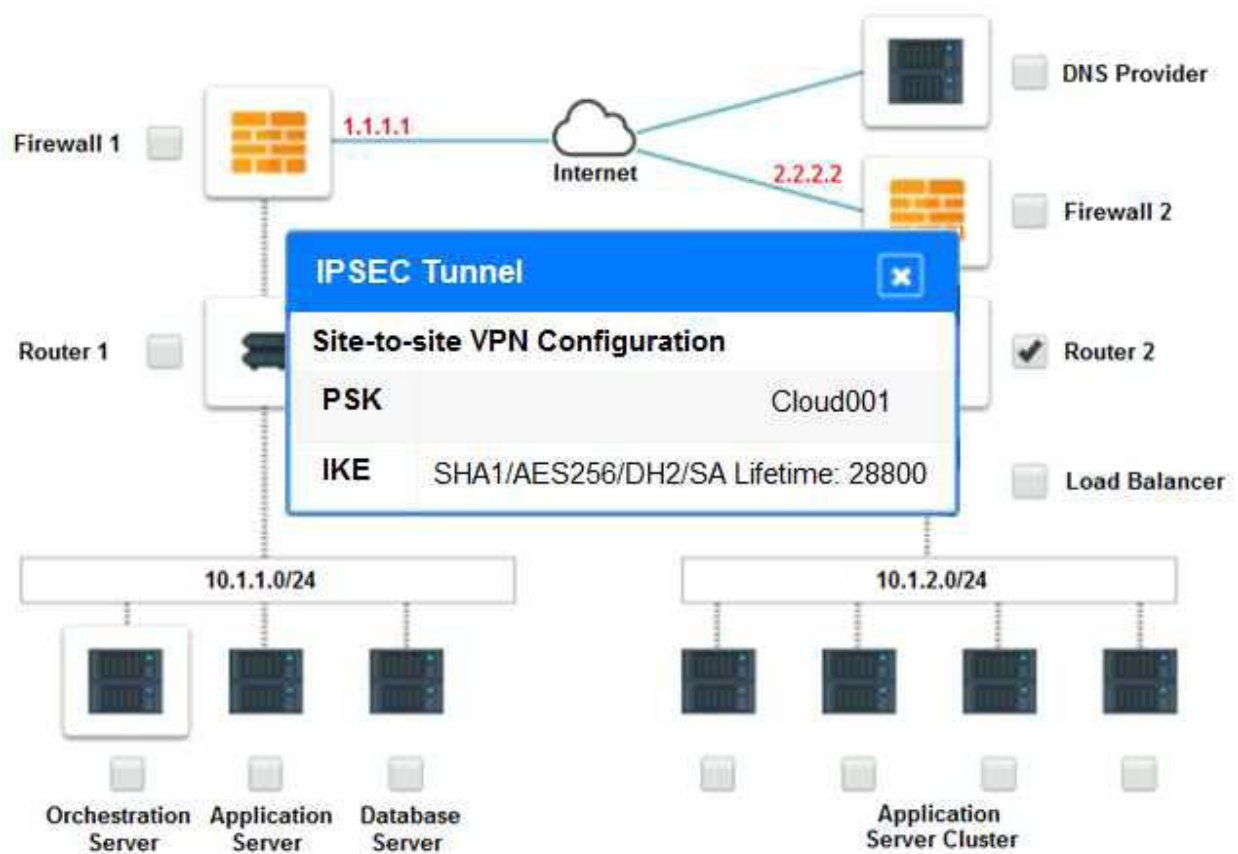 DNS Provider
Firewall 1
1.1.1.1
Internet
2.2.2.2
Firewall 2
IPSEC Tunnel
Site-to-site VPN Configuration
Router 1
Router 2
PSK Cloud001
IKE SHA1/AES256/DH2/SA Lifetime: 28800
Load Balancer
10.1.1.0/24
10.1.2.0/24
Orchestration
Server
Application
Server
Database
Server
Application
Server Cluster